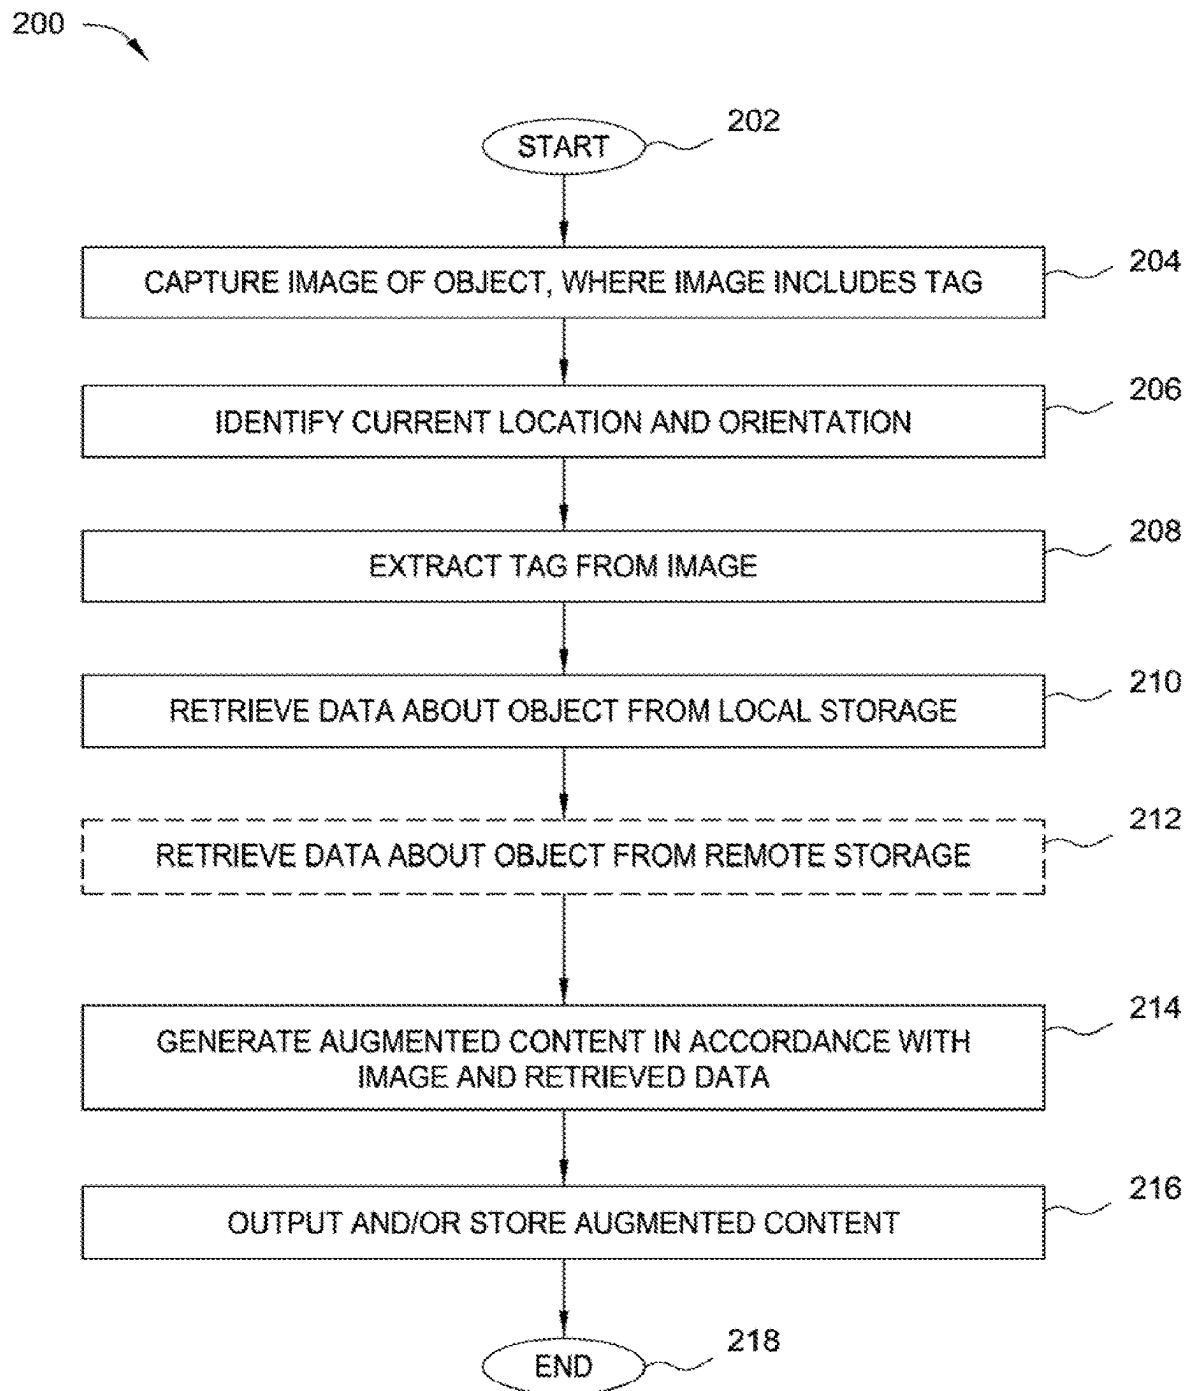 200
START
202
CAPTURE IMAGE OF OBJECT, WHERE IMAGE INCLUDES TAG
204
IDENTIFY CURRENT LOCATION AND ORIENTATION
206
EXTRACT TAG FROM IMAGE
208
RETRIEVE DATA ABOUT OBJECT FROM LOCAL STORAGE
210
RETRIEVE DATA ABOUT OBJECT FROM REMOTE STORAGE
212
GENERATE AUGMENTED CONTENT IN ACCORDANCE WITH
IMAGE AND RETRIEVED DATA
214
OUTPUT AND/OR STORE AUGMENTED CONTENT
216
END
218